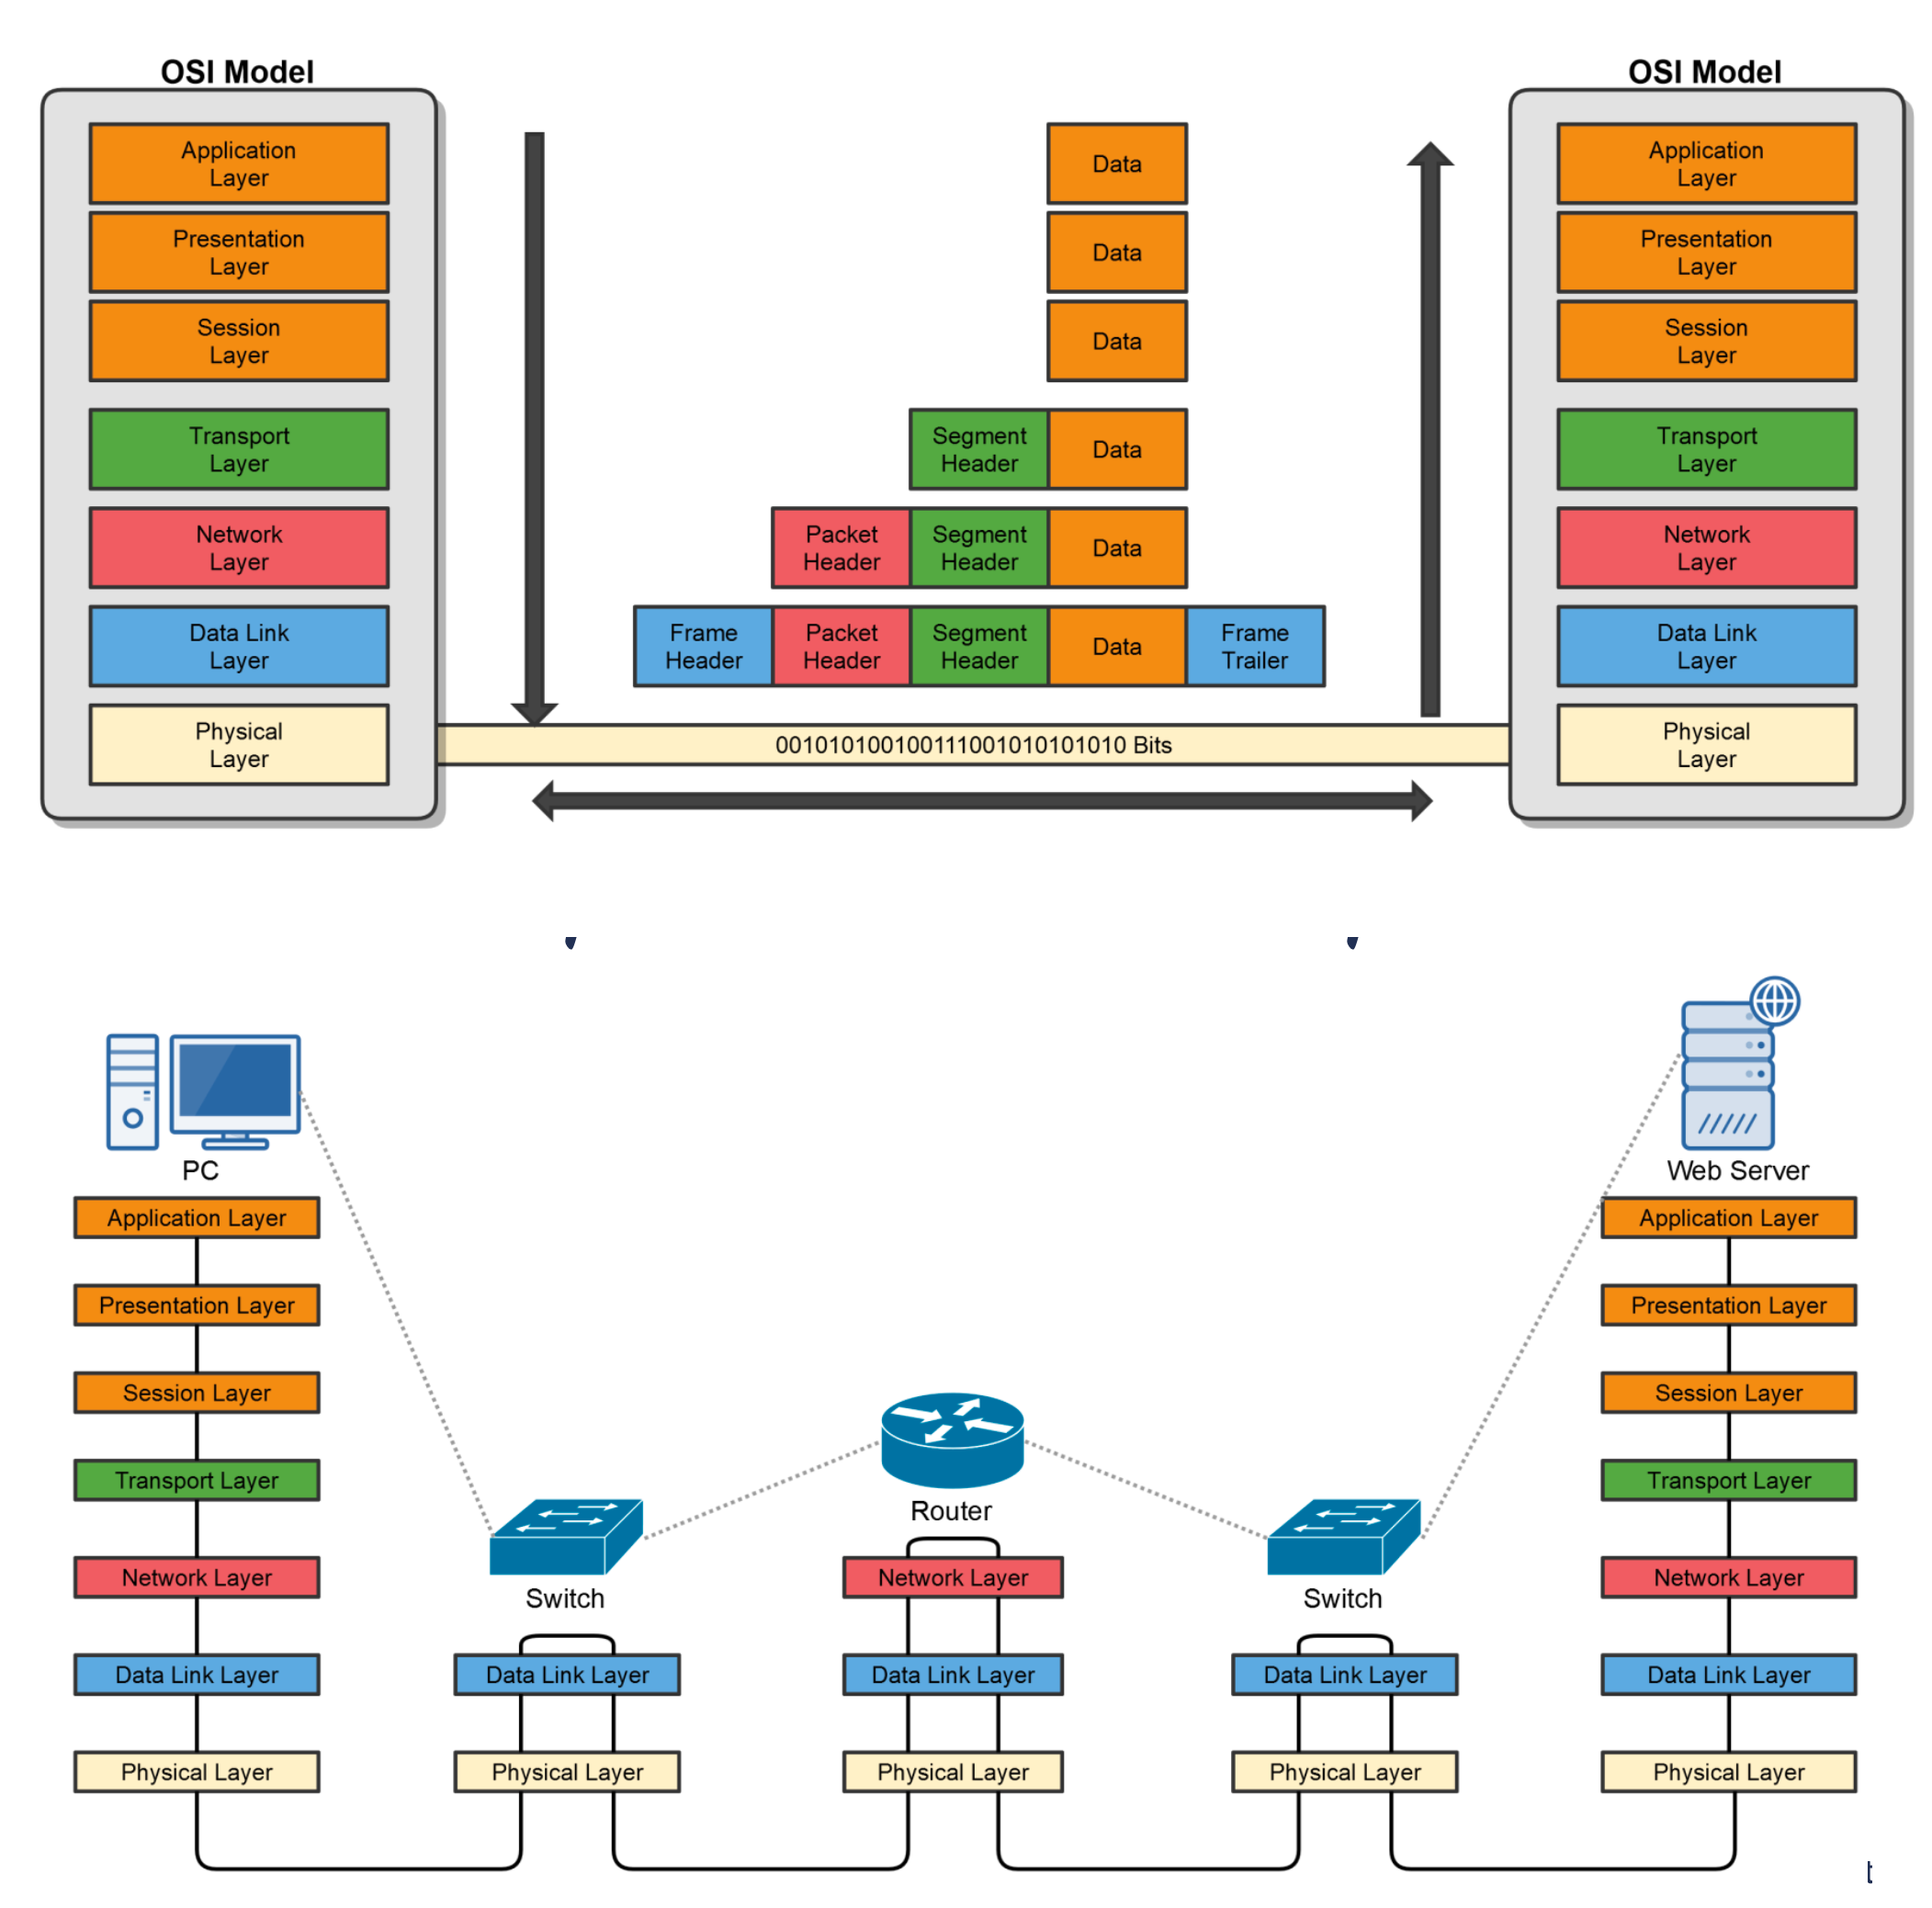 OSI Model
OSI Model
Application
Layer
Presentation
Layer
Session
Layer
Transport
Layer
Network
Layer
Data Link
Layer
Physical
Layer
Data
Data
Data
Segment
Header
Data
Packet
Header
Segment
Header
Data
Frame
Header
Packet
Header
Segment
Header
Data
Frame
Trailer
0010101001001110010101010 Bits
Application
Layer
Presentation
Layer
Session
Layer
Transport
Layer
Network
Layer
Data Link
Layer
Physical
Layer
PC
Application Layer
Presentation Layer
Session Layer
Transport Layer
Network Layer
Data Link Layer
Physical Layer
Switch
Data Link Layer
Physical Layer
Router
Network Layer
Data Link Layer
Physical Layer
Switch
Data Link Layer
Physical Layer
Web Server
Application Layer
Presentation Layer
Session Layer
Transport Layer
Network Layer
Data Link Layer
Physical Layer